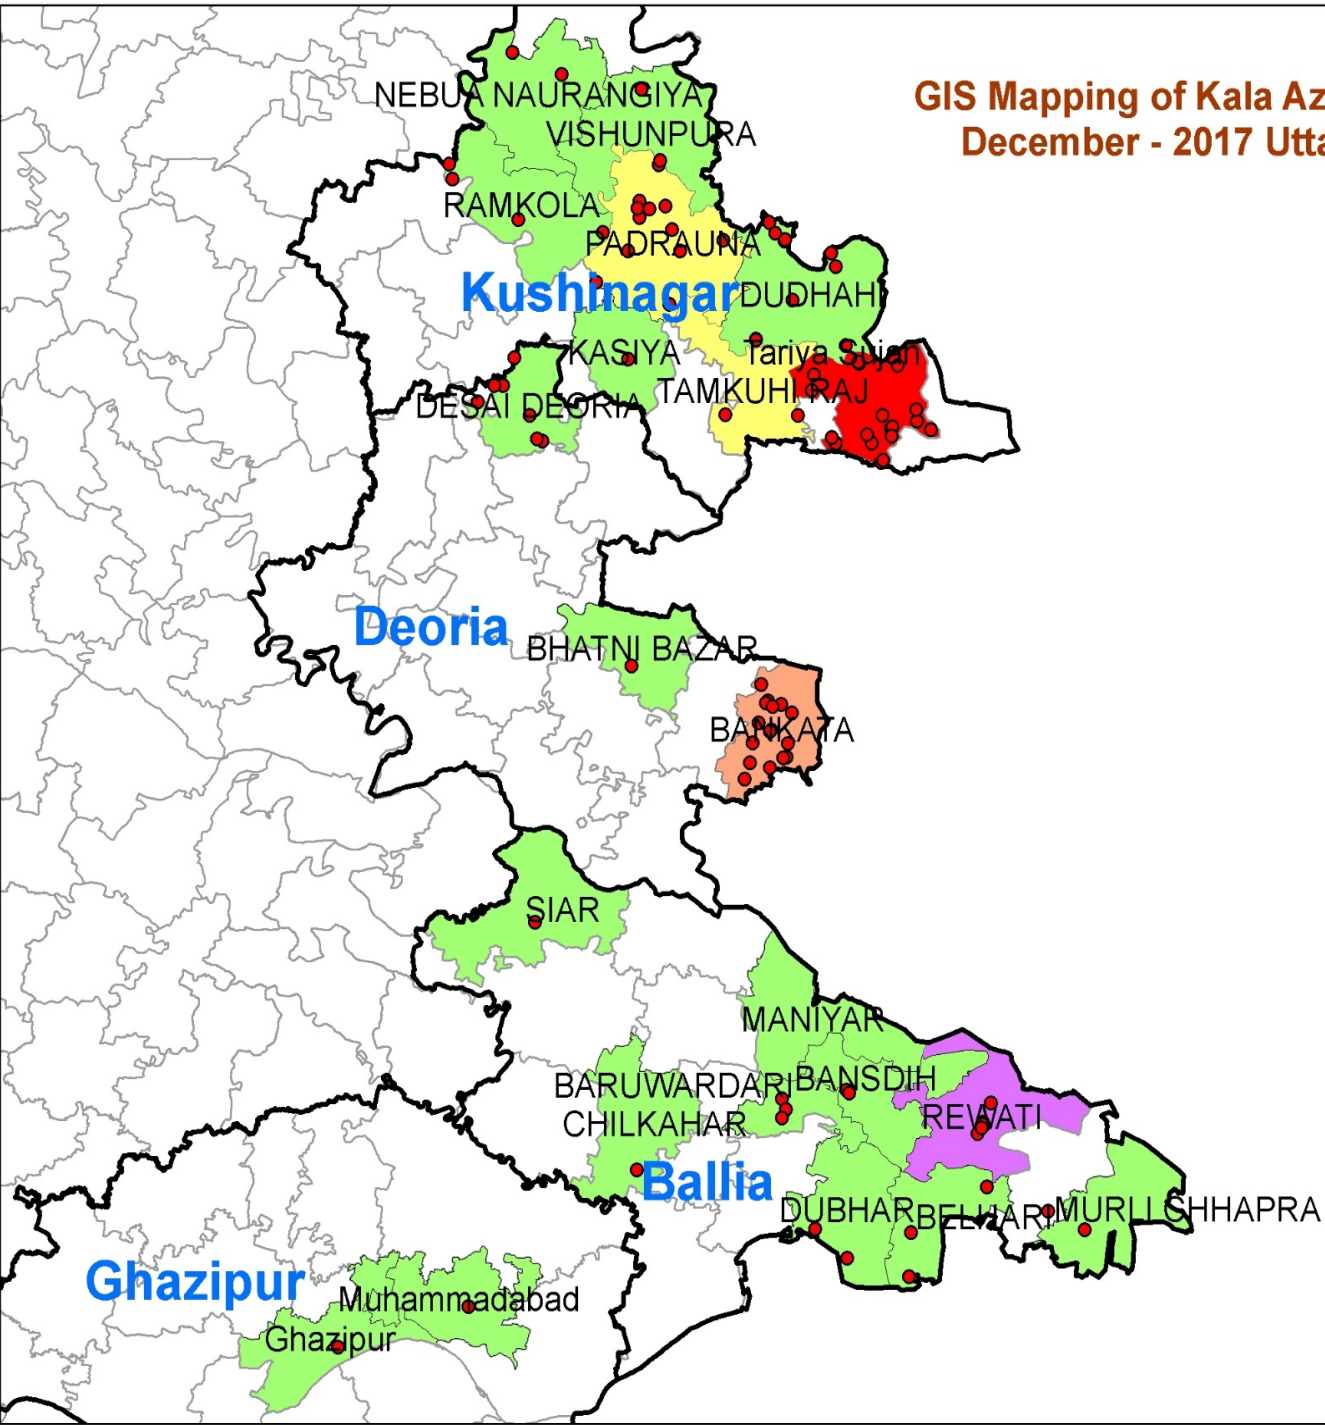 GIS Mapping of Kala Az
December - 2017 Utta
NEBUA NAURANGIYA
VISHUNPURA
RAMKOLA
PADRAUNA
Kushinagar
DUDHAHI
KASIYA
Tariya Sujan
TAMKUHI RAJ
DESAI DEORIA
Deoria
BHATNI BAZAR
BANKATA
SIAR
MANIYAR
BARUWARDARI
BANSDIH
CHILKAHAR
REWATI
Ballia
DUBHAR
BELHARI
MURLI CHHAPRA
Ghazipur
Muhammadabad
Ghazipur